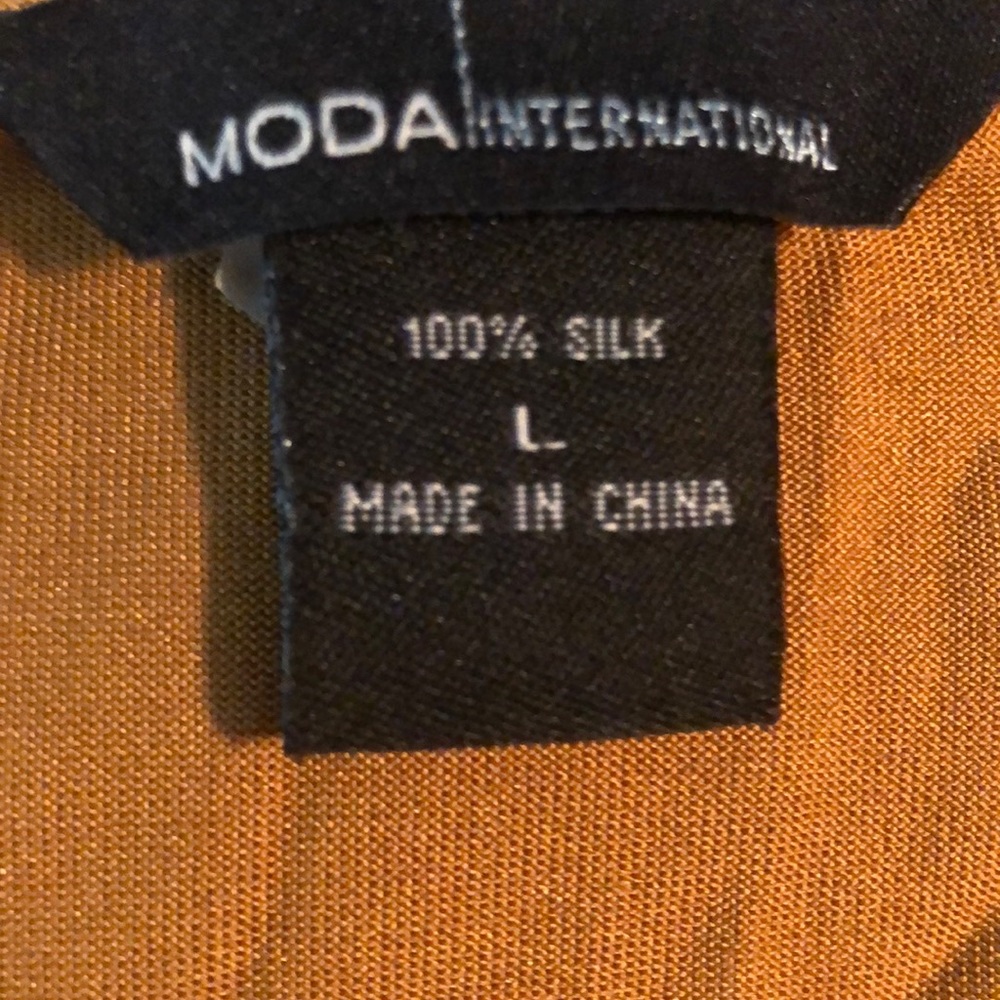 MODA INTERNATIONAL
100% SILK
L
MADE IN CHINA